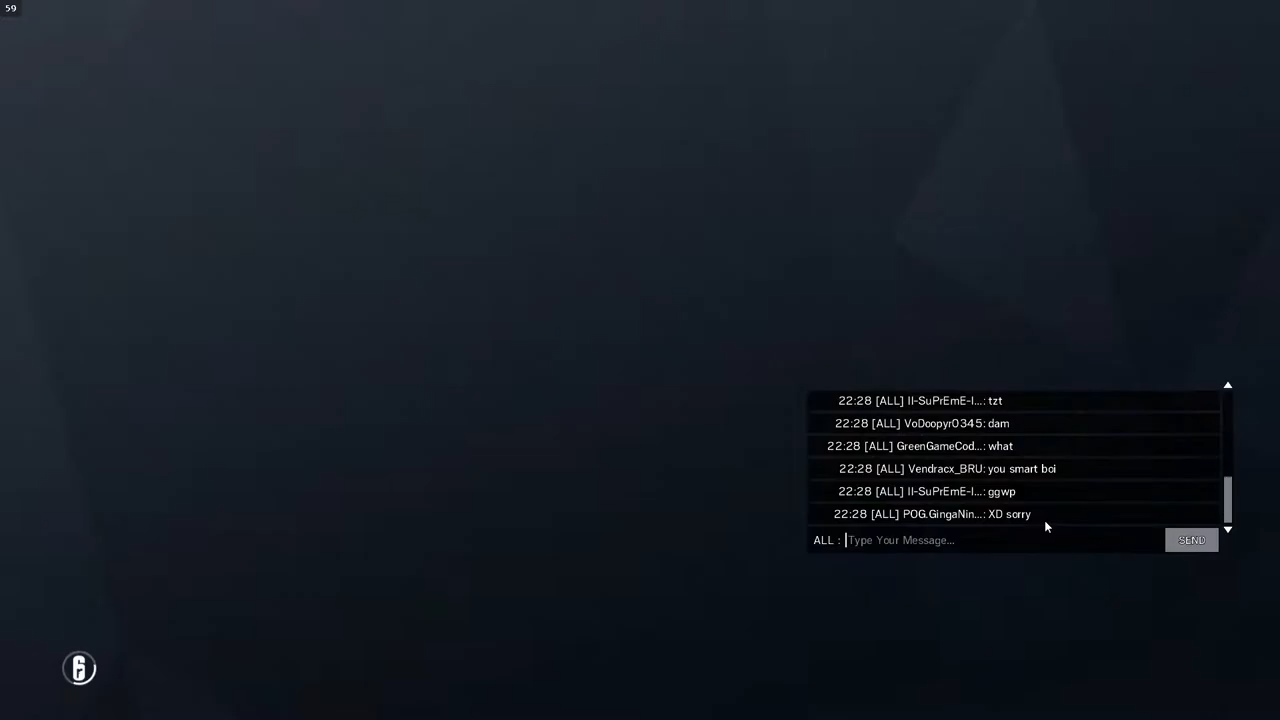 59
22:28 [ALL] II-SuPrEmE-I...: tzt
22:28 [ALL] VoDoopyr0345: dam
22:28 [ALL] GreenGameCod...: what
22:28 [ALL] Vendracx_BRU: you smart boi
22:28 [ALL] II-SuPrEmE-I...: ggwp
22:28 [ALL] POG.GingaNin...: XD sorry
ALL : Type Your Message... SEND
6